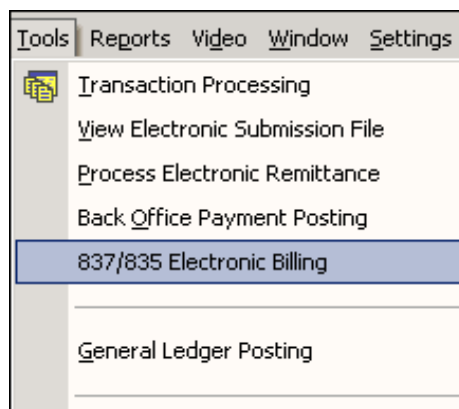 Tools Reports Video Window Settings
Transaction Processing
View Electronic Submission File
Process Electronic Remittance
Back Office Payment Posting
837/835 Electronic Billing
General Ledger Posting